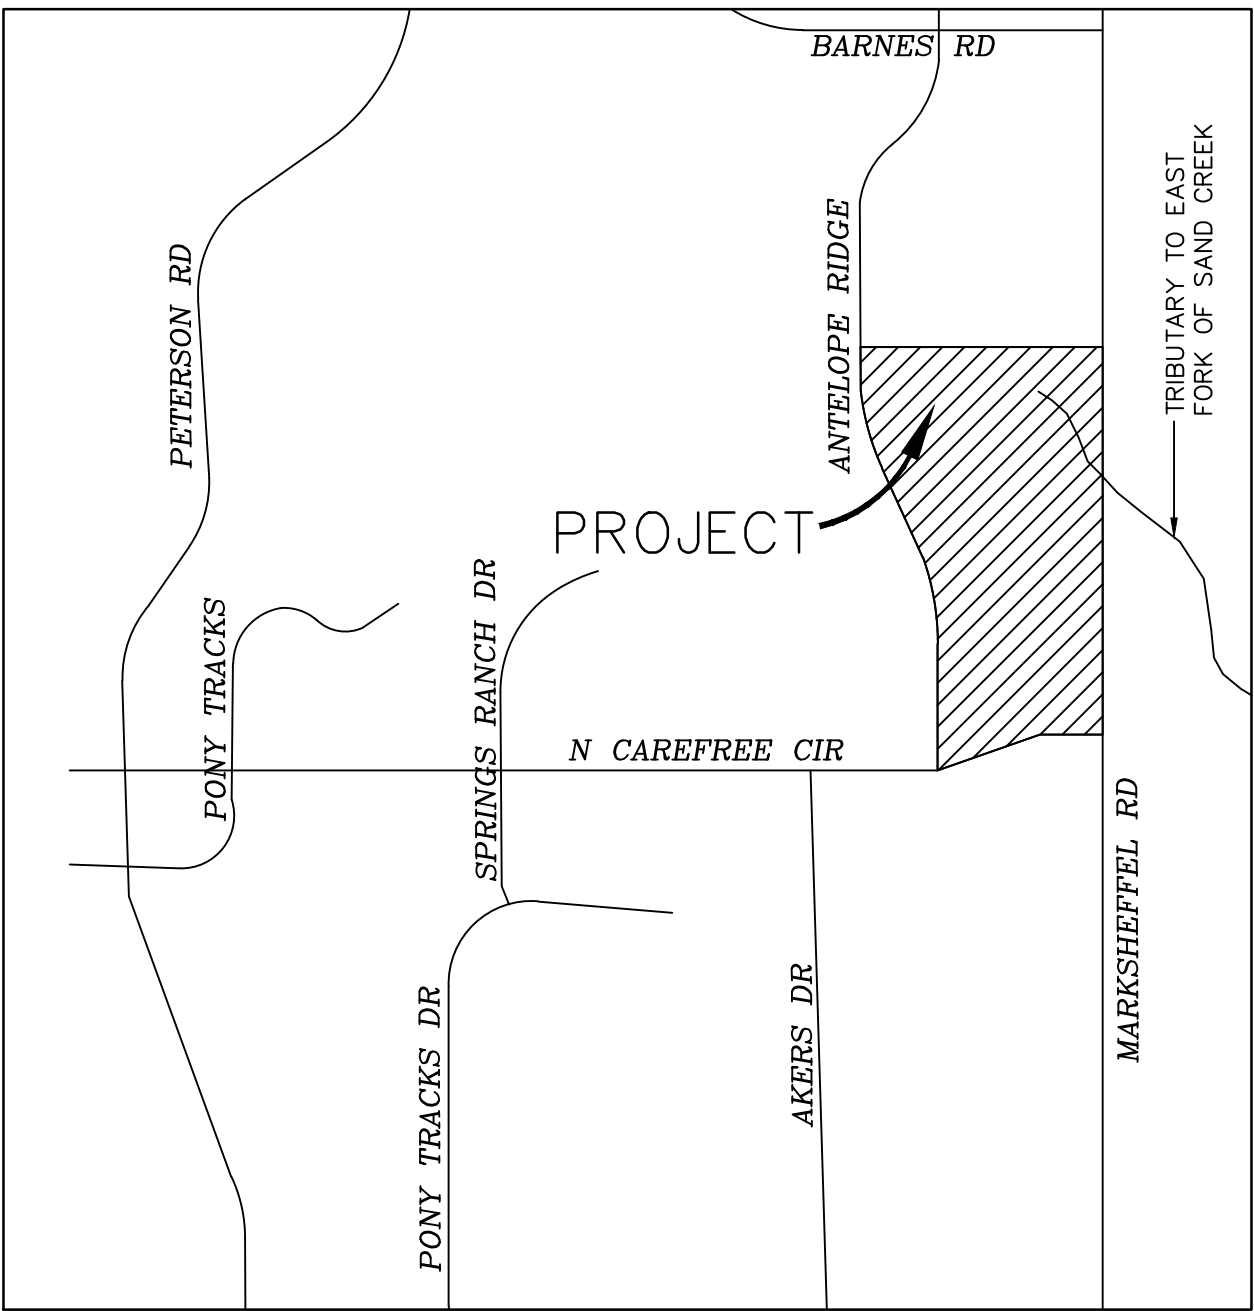 BARNES RD
TRIBUTARY TO EAST
FORK OF SAND CREEK
ANTELOPE RIDGE
PETERSON RD
PROJECT
SPRINGS RANCH DR
PONY TRACKS
N CAREFREE CIR
MARKSHEFFEL RD
AKERS DR
PONY TRACKS DR